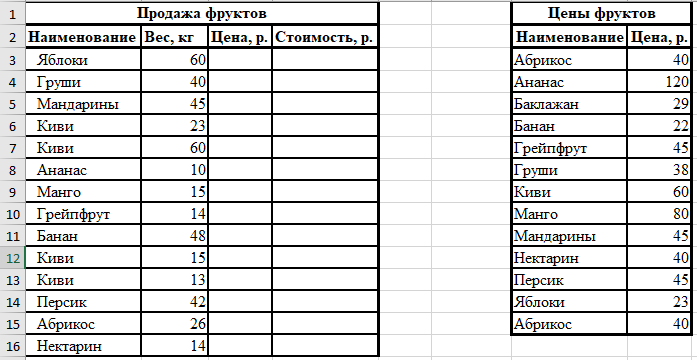 1 Продажа фруктов Цены фруктов
2 Наименование Вес, кг Цена, р. Стоимость, р. Наименование Цена, р.
3 Яблоки 60 Абрикос 40
4 Груши 40 Ананас 120
5 Мандарины 45 Баклажан 29
6 Киви 23 Банан 22
7 Киви 60 Грейпфрут 45
8 Ананас 10 Груши 38
9 Манго 15 Киви 60
10 Грейпфрут 14 Манго 80
11 Банан 48 Мандарины 45
12 Киви 15 Нектарин 40
13 Киви 13 Персик 45
14 Персик 42 Яблоки 23
15 Абрикос 26 Абрикос 40
16 Нектарин 14